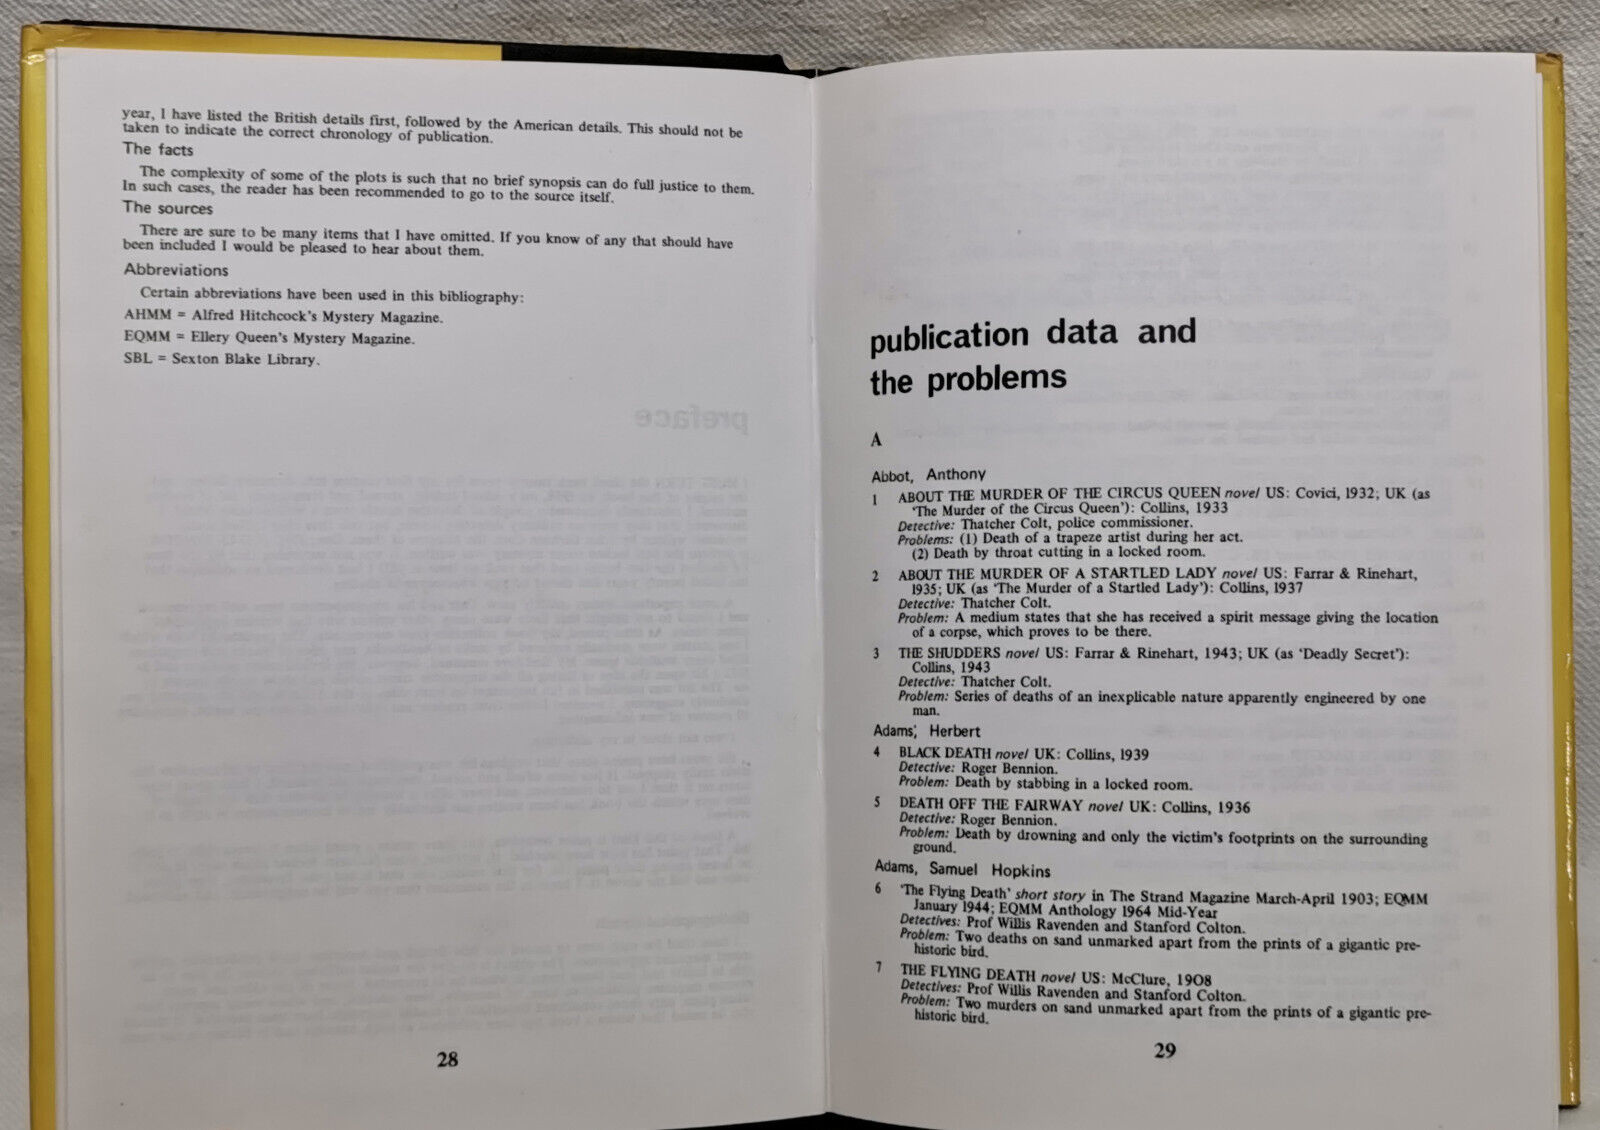 year, I have listed the British details first, followed by the American details. This should not be
taken to indicate the correct chronology of publication.
The facts
The complexity of some of the plots is such that no brief synopsis can do full justice to them.
In such cases, the reader has been recommended to go to the source itself.
The sources
There are sure to be many items that I have omitted. If you know of any that should have
been included I would be pleased to hear about them.
Abbreviations
Certain abbreviations have been used in this bibliography:
AHMM = Alfred Hitchcock's Mystery Magazine.
EQMM = Ellery Queen's Mystery Magazine.
SBL = Sexton Blake Library.
preface
28
publication data and
the problems
A
Abbot, Anthony
1 ABOUT THE MURDER OF THE CIRCUS QUEEN novel US: Covici, 1932; UK (as
'The Murder of the Circus Queen'): Collins, 1933
Detective: Thatcher Colt, police commissioner.
Problems: (1) Death of a trapeze artist during her act.
(2) Death by throat cutting in a locked room.
2 ABOUT THE MURDER OF A STARTLED LADY novel US: Farrar & Rinehart,
1935; UK (as 'The Murder of a Startled Lady'): Collins, 1937
Detective: Thatcher Colt.
Problem: A medium states that she has received a spirit message giving the location
of a corpse, which proves to be there.
3 THE SHUDDERS novel US: Farrar & Rinehart, 1943; UK (as 'Deadly Secret'):
Collins, 1943
Detective: Thatcher Colt.
Problem: Series of deaths of an inexplicable nature apparently engineered by one
man.
Adams, Herbert
4 BLACK DEATH novel UK: Collins, 1939
Detective: Roger Bennion.
Problem: Death by stabbing in a locked room.
5 DEATH OFF THE FAIRWAY novel UK: Collins, 1936
Detective: Roger Bennion.
Problem: Death by drowning and only the victim's footprints on the surrounding
ground.
Adams, Samuel Hopkins
6 'The Flying Death' short story in The Strand Magazine March-April 1903; EQMM
January 1944; EQMM Anthology 1964 Mid-Year
Detectives: Prof Willis Ravenden and Stanford Colton.
Problem: Two deaths on sand unmarked apart from the prints of a gigantic pre-
historic bird.
7 THE FLYING DEATH novel US: McClure, 1908
Detectives: Prof Willis Ravenden and Stanford Colton.
Problem: Two murders on sand unmarked apart from the prints of a gigantic pre-
historic bird.
29